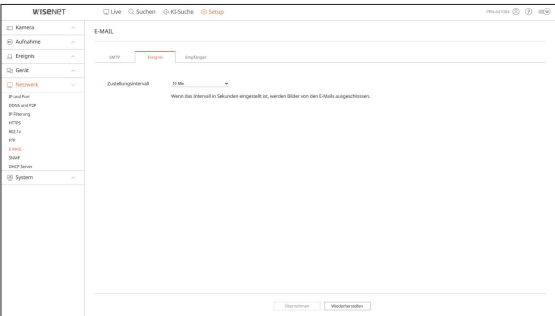 WISENET
Live Suchen KI-Suche Setup
Kamera
Aufnahme
Ereignis
Gerät
Netzwerk
IP und Port
DDNS und P2P
IP-Filterung
HTTPS
802.1x
FTP
E-MAIL
SNMP
DHCP Server
System
E-MAIL
SMTP Ereignis Empfänger
Zustellungsintervall 10 Min
Wenn das Intervall in Sekunden eingestellt ist, werden Bilder von den E-Mails ausgeschlossen.
Übernehmen Wiederherstellen